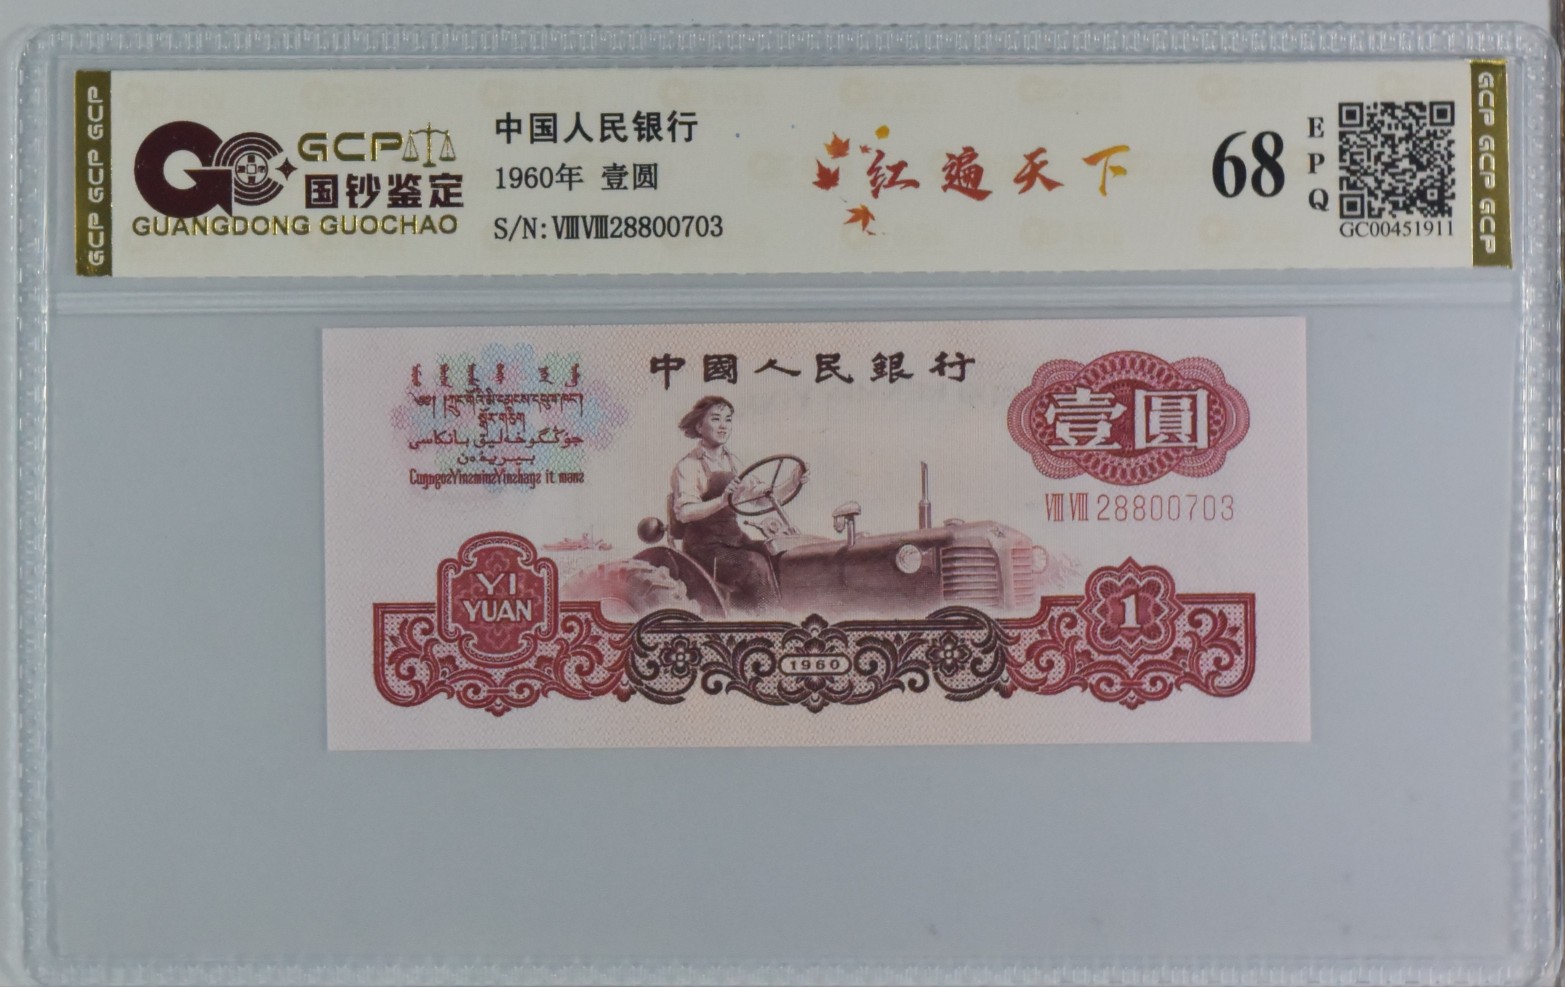 GCP GCP GCP
GCP
国钞鉴定
GUANGDONG GUOCHAO
中国人民银行
1960年 壹圆
S/N: ⅧⅧ28800703
红遍天下
68
EPQ
GC00451911
GCP GCP GCP
中國人民銀行
壹圓
ⅧⅧ 28800703
YI
YUAN
1960
1